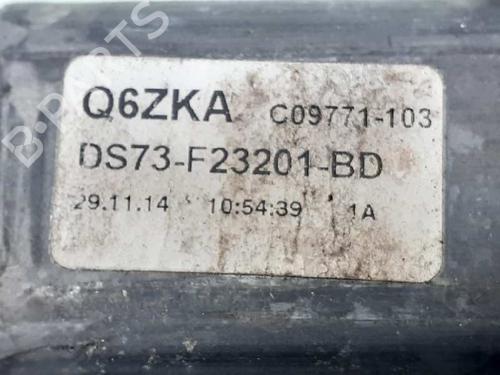 B-PARTS
Q6ZKA C09771-103
DS73-F23201-BD
29.11.14 10:54:39 1A